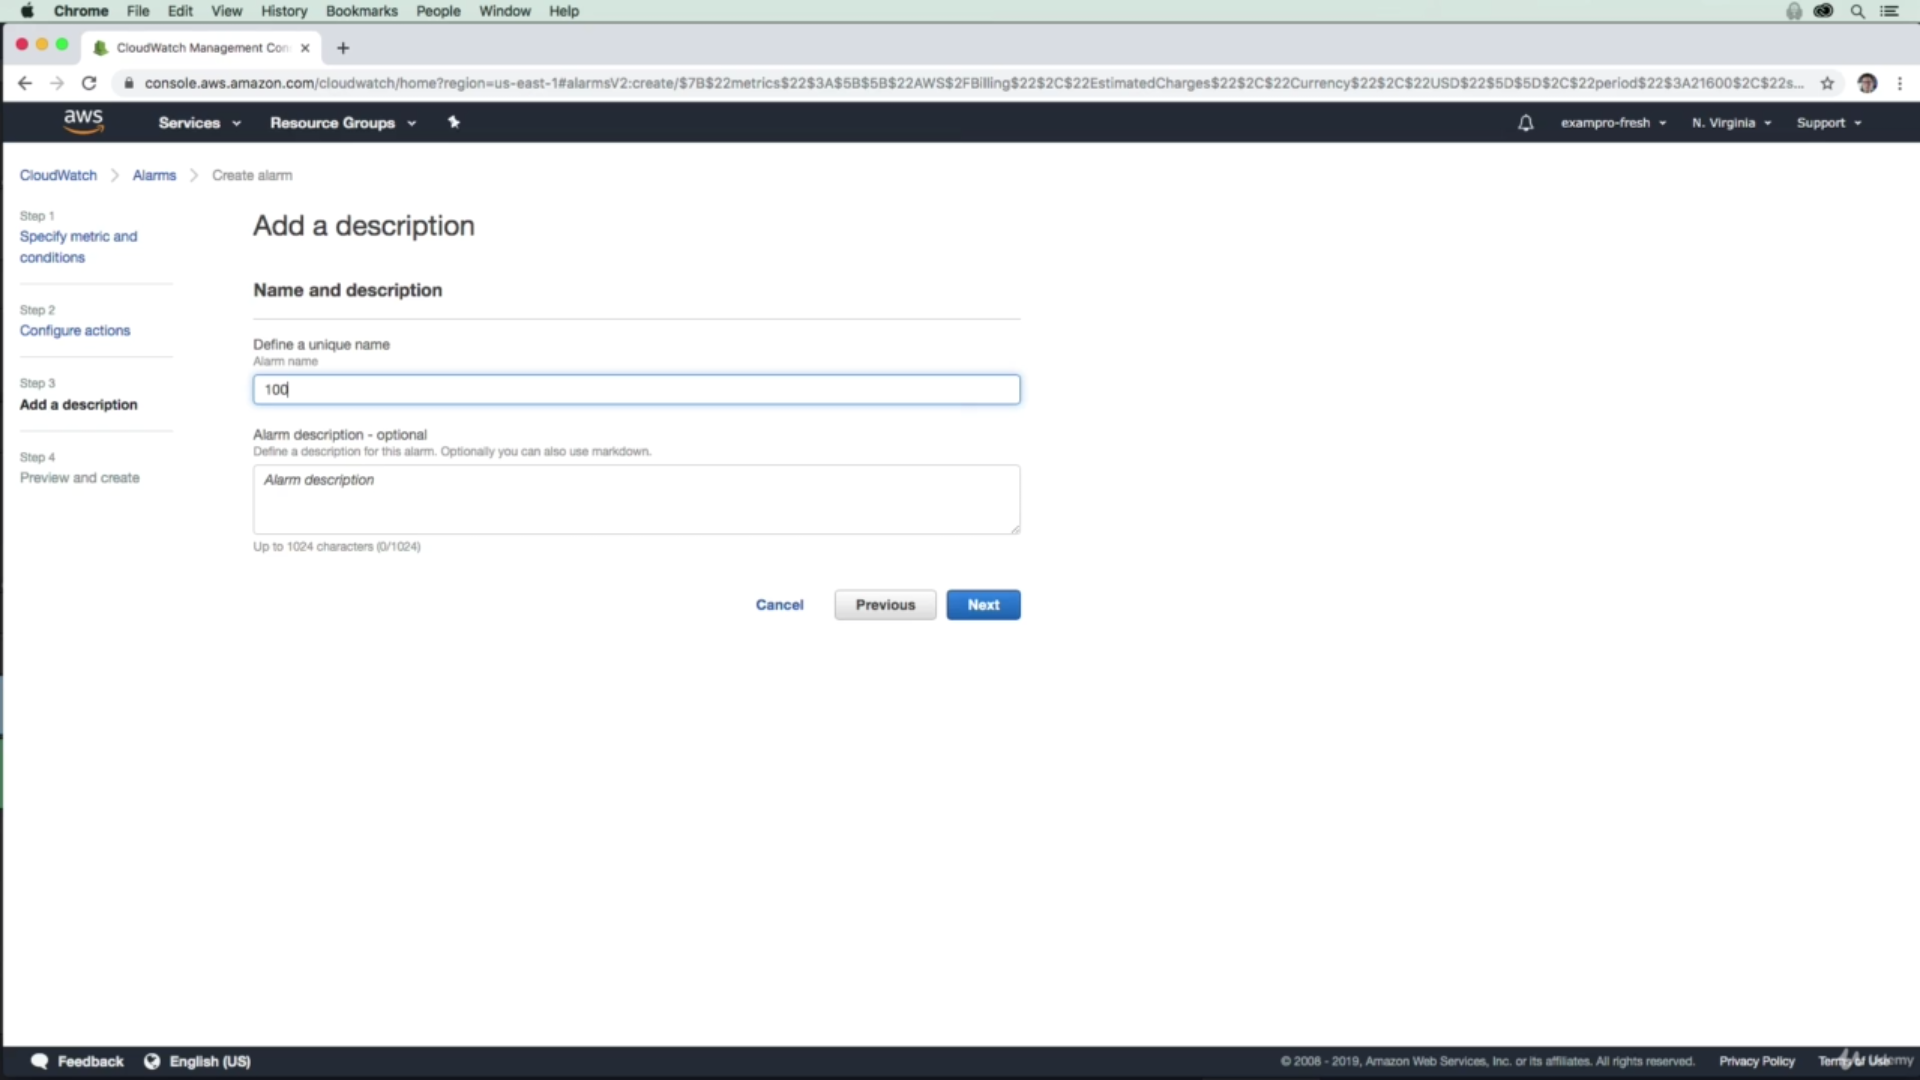 Chrome File Edit View History Bookmarks People Window Help
CloudWatch Management Con
console.aws.amazon.com/cloudwatch/home?region=us-east-1#alarmsV2:create/$7B$22metrics$22$3A$5B$5B$22AWS$2FBilling$22$2C$22EstimatedCharges$22$2C$22Currency$22$2C$22USD$22$5D$5D$2C$22period$22$3A21600$2C$22s...
aws Services Resource Groups exampro-fresh N. Virginia Support
CloudWatch Alarms Create alarm
Step 1
Specify metric and
conditions
Step 2
Configure actions
Step 3
Add a description
Step 4
Preview and create
Add a description
Name and description
Define a unique name
Alarm name
100
Alarm description - optional
Define a description for this alarm. Optionally you can also use markdown.
Alarm description
Up to 1024 characters (0/1024)
Cancel Previous Next
Feedback English (US) © 2008 - 2019, Amazon Web Services, Inc. or its affiliates. All rights reserved. Privacy Policy Terms of Use